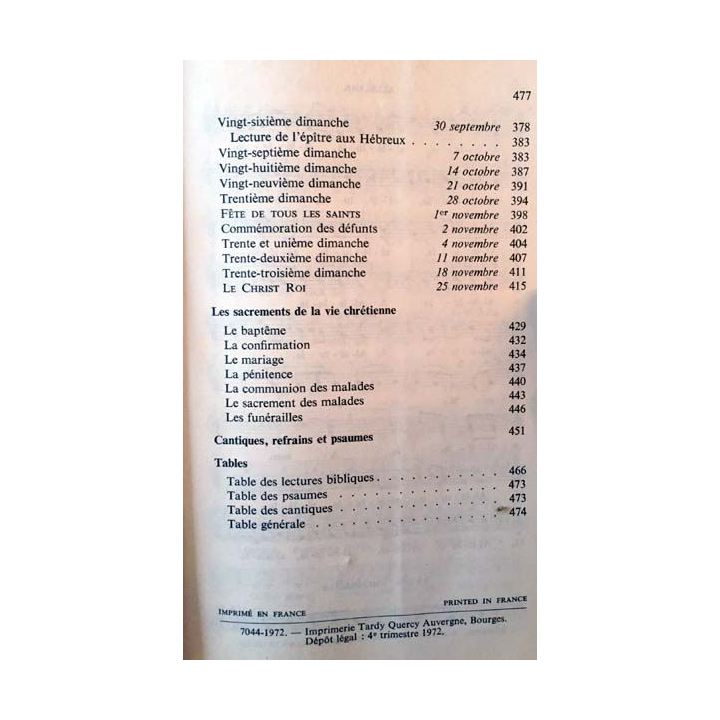 477
Vingt-sixième dimanche 30 septembre 378
Lecture de l'épître aux Hébreux . . . . . . . . 383
Vingt-septième dimanche 7 octobre 383
Vingt-huitième dimanche 14 octobre 387
Vingt-neuvième dimanche 21 octobre 391
Trentième dimanche 28 octobre 394
FÊTE DE TOUS LES SAINTS 1er novembre 398
Commémoration des défunts 2 novembre 402
Trente et unième dimanche 4 novembre 404
Trente-deuxième dimanche 11 novembre 407
Trente-troisième dimanche 18 novembre 411
LE CHRIST ROI 25 novembre 415
Les sacrements de la vie chrétienne
Le baptême 429
La confirmation 432
Le mariage 434
La pénitence 437
La communion des malades 440
Le sacrement des malades 443
Les funérailles 446
Cantiques, refrains et psaumes 451
Tables
Table des lectures bibliques . . . . . . . . . . 466
Table des psaumes . . . . . . . . . . . . 473
Table des cantiques . . . . . . . . . . . . 473
Table générale . . . . . . . . . . . . . 474
IMPRIMÉ EN FRANCE PRINTED IN FRANCE
7044-1972. — Imprimerie Tardy Quercy Auvergne, Bourges.
Dépôt légal : 4e trimestre 1972.